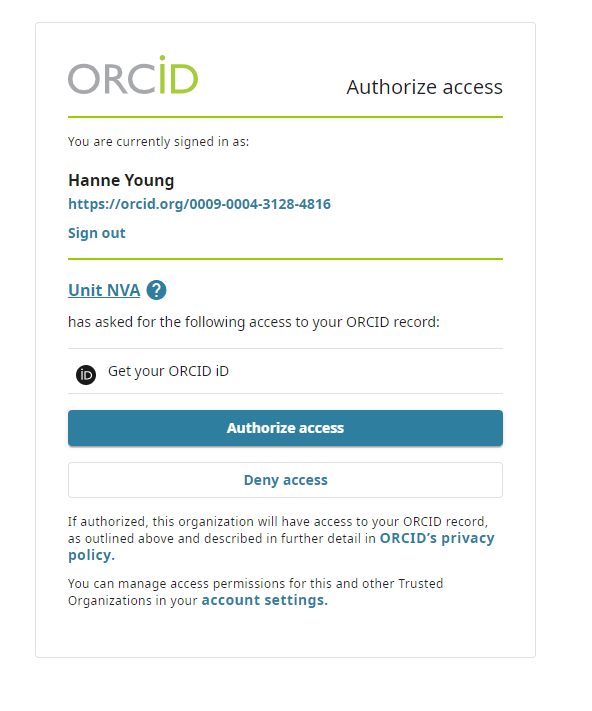 ORCiD
Authorize access
You are currently signed in as:
Hanne Young
https://orcid.org/0009-0004-3128-4816
Sign out
Unit NVA ?
has asked for the following access to your ORCID record:
iD Get your ORCID iD
Authorize access
Deny access
If authorized, this organization will have access to your ORCID record,
as outlined above and described in further detail in ORCID’s privacy
policy.
You can manage access permissions for this and other Trusted
Organizations in your account settings.